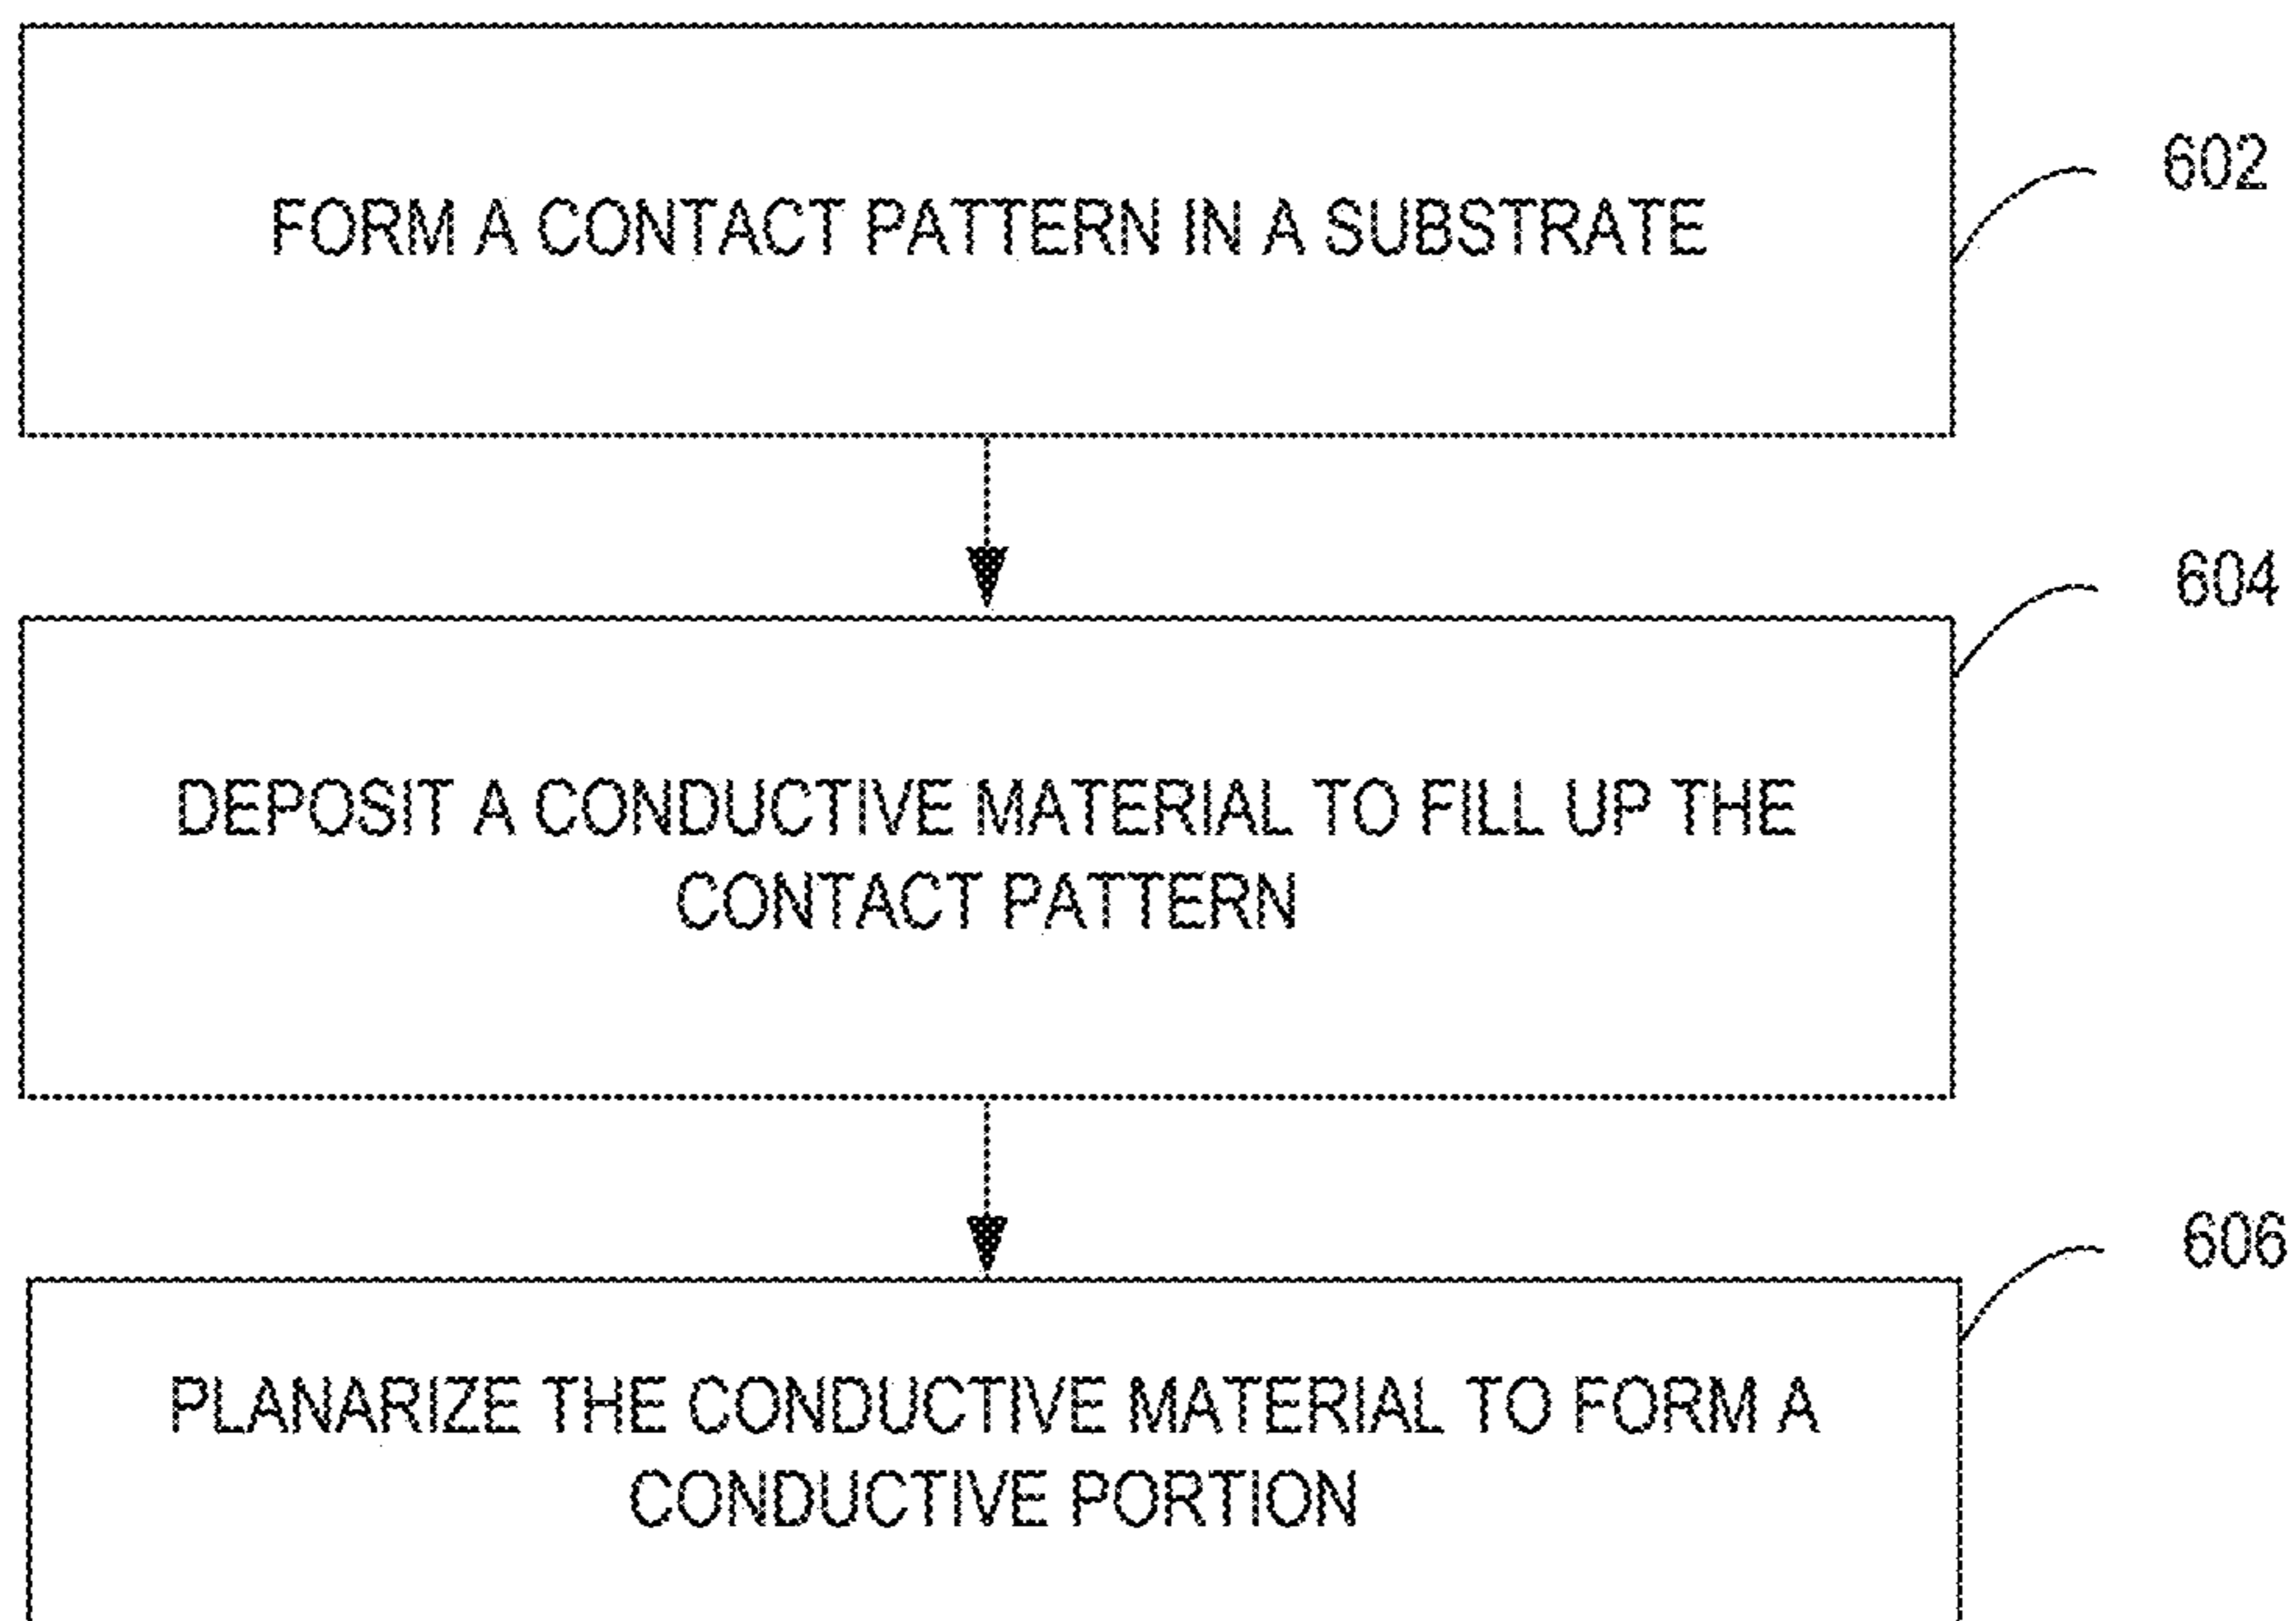 FORM A CONTACT PATTERN IN A SUBSTRATE
602
604
DEPOSIT A CONDUCTIVE MATERIAL TO FILL UP THE
CONTACT PATTERN
606
PLANARIZE THE CONDUCTIVE MATERIAL TO FORM A
CONDUCTIVE PORTION